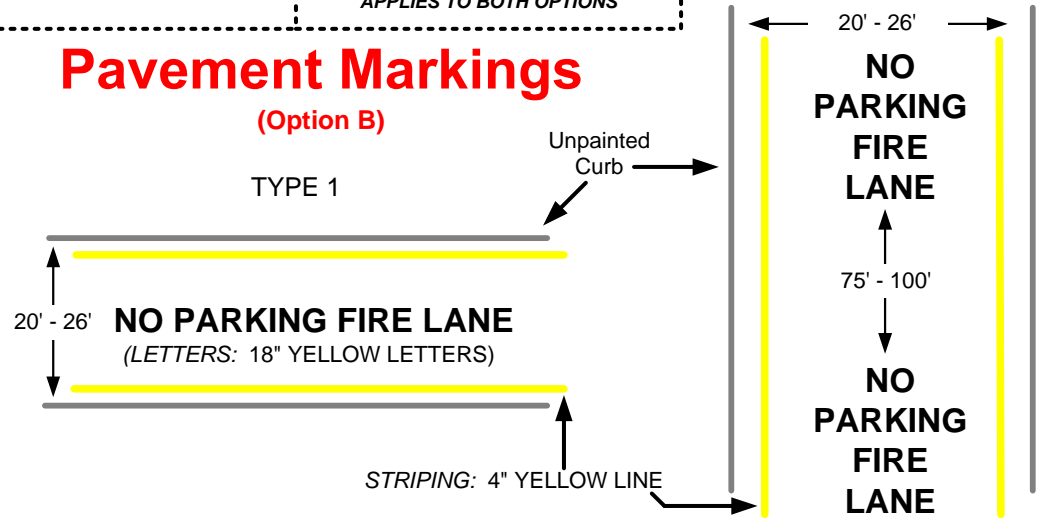 APPLIES TO BOTH OPTIONS
Pavement Markings
(Option B)
TYPE 1
Unpainted
Curb
20' - 26'
NO PARKING FIRE LANE
(LETTERS: 18" YELLOW LETTERS)
STRIPING: 4" YELLOW LINE
20' - 26'
NO
PARKING
FIRE
LANE
75' - 100'
NO
PARKING
FIRE
LANE